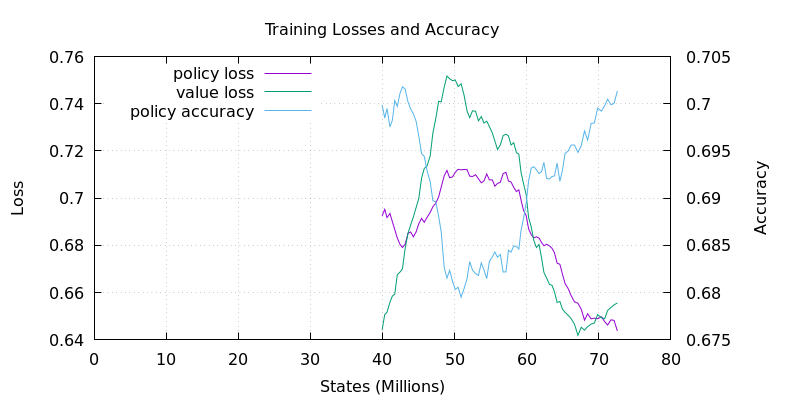 Training Losses and Accuracy
0.76
0.74
0.72
0.7
0.68
0.66
0.64
Loss
policy loss
value loss
policy accuracy
0.705
0.7
0.695
0.69
0.685
0.68
0.675
Accuracy
0 10 20 30 40 50 60 70 80
States (Millions)